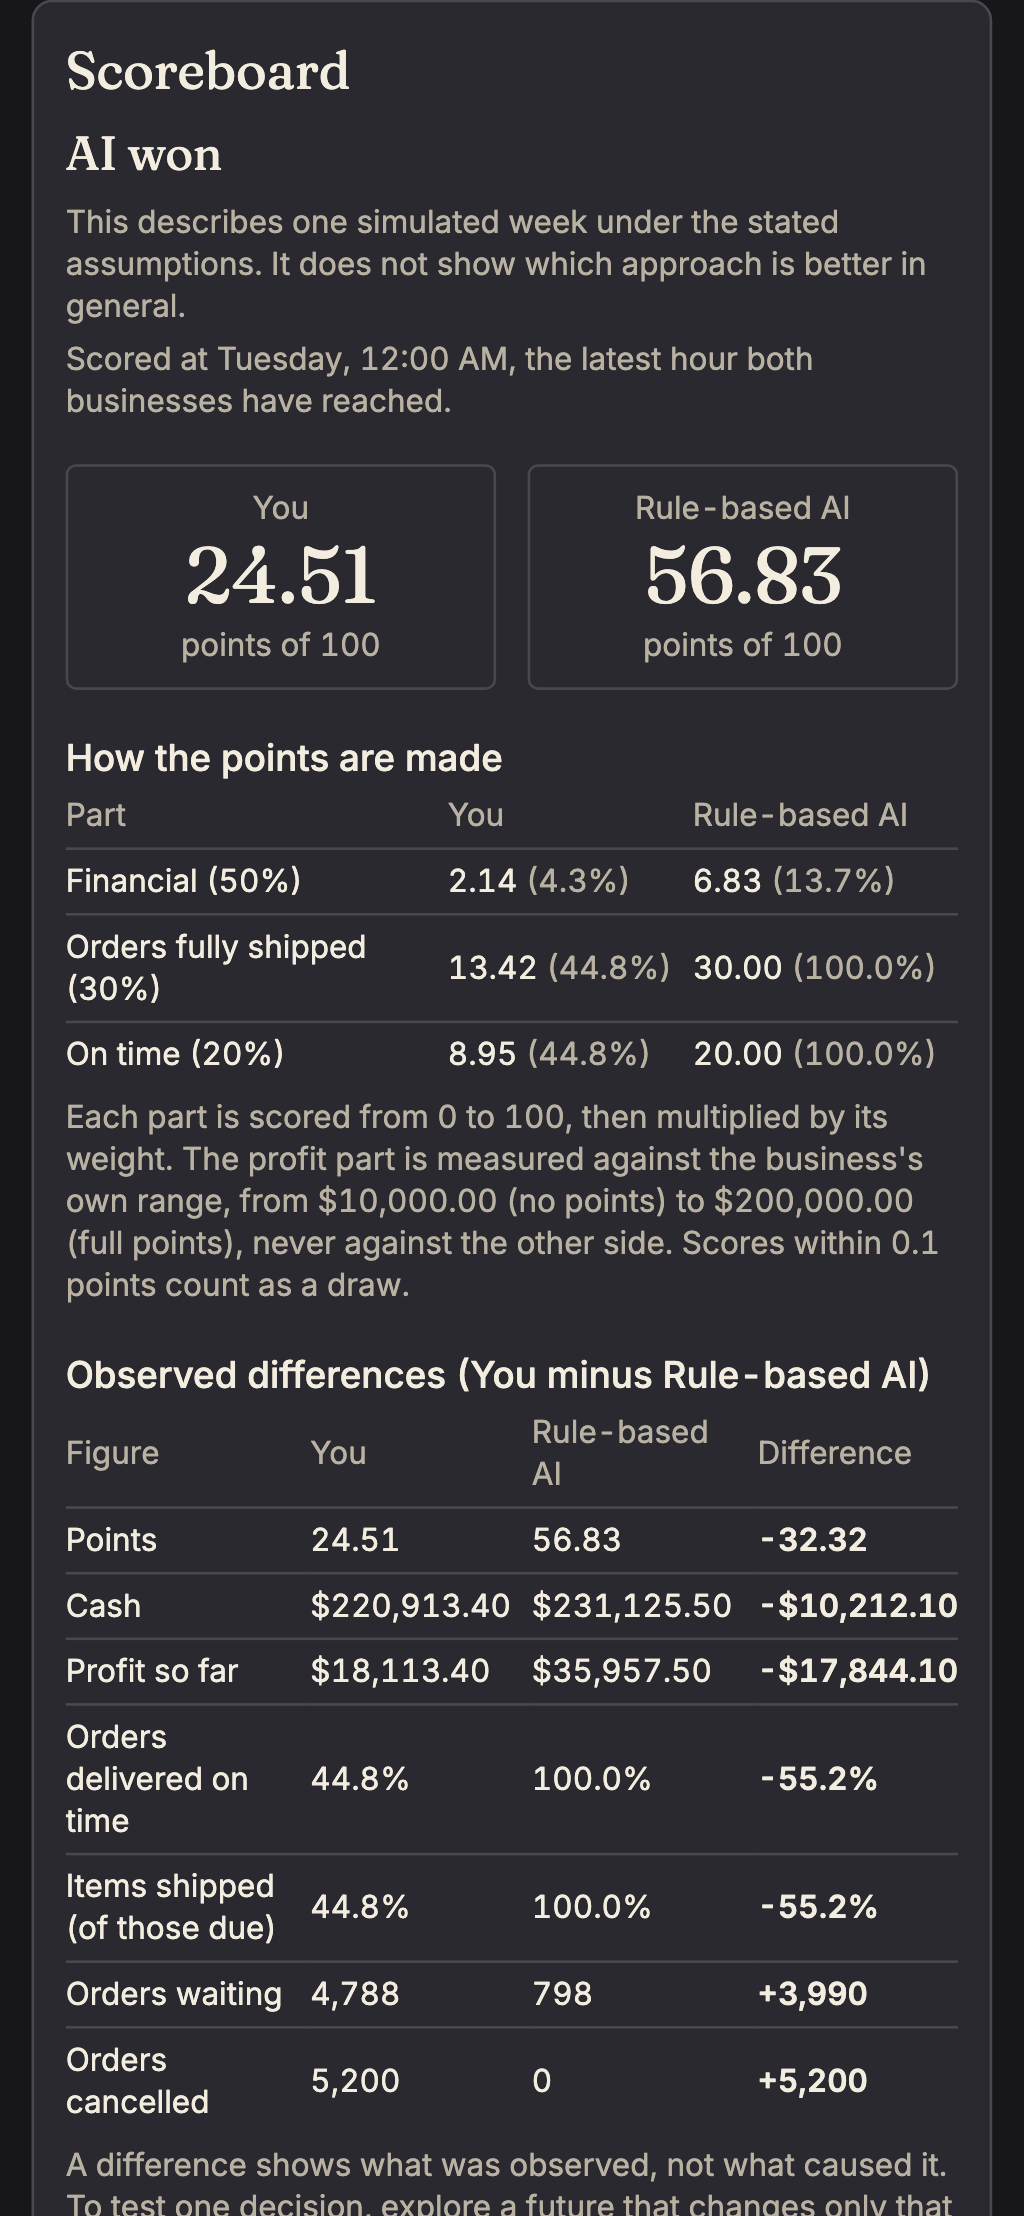 Scoreboard
AI won
This describes one simulated week under the stated
assumptions. It does not show which approach is better in
general.
Scored at Tuesday, 12:00 AM, the latest hour both
businesses have reached.
You
24.51
points of 100
Rule-based AI
56.83
points of 100
How the points are made
Part You Rule-based AI
Financial (50%) 2.14 (4.3%) 6.83 (13.7%)
Orders fully shipped
(30%) 13.42 (44.8%) 30.00 (100.0%)
On time (20%) 8.95 (44.8%) 20.00 (100.0%)
Each part is scored from 0 to 100, then multiplied by its
weight. The profit part is measured against the business's
own range, from $10,000.00 (no points) to $200,000.00
(full points), never against the other side. Scores within 0.1
points count as a draw.
Observed differences (You minus Rule-based AI)
Figure You Rule-based
AI Difference
Points 24.51 56.83 -32.32
Cash $220,913.40 $231,125.50 -$10,212.10
Profit so far $18,113.40 $35,957.50 -$17,844.10
Orders
delivered on
time 44.8% 100.0% -55.2%
Items shipped
(of those due) 44.8% 100.0% -55.2%
Orders waiting 4,788 798 +3,990
Orders
cancelled 5,200 0 +5,200
A difference shows what was observed, not what caused it.
To test one decision, explore a future that changes only that